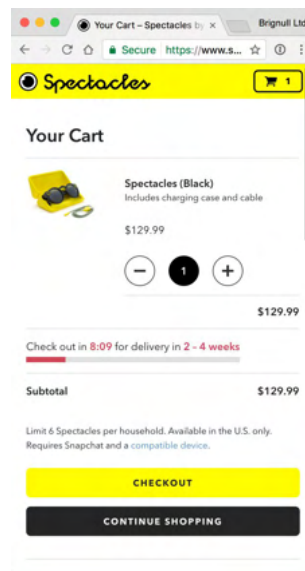 Your Cart – Spectacles by
Brignull Ltd
Secure https://www.s...
Spectacles
1
Your Cart
Spectacles (Black)
Includes charging case and cable
$129.99
1
$129.99
Check out in 8:09 for delivery in 2 - 4 weeks
Subtotal $129.99
Limit 6 Spectacles per household. Available in the U.S. only.
Requires Snapchat and a compatible device.
CHECKOUT
CONTINUE SHOPPING